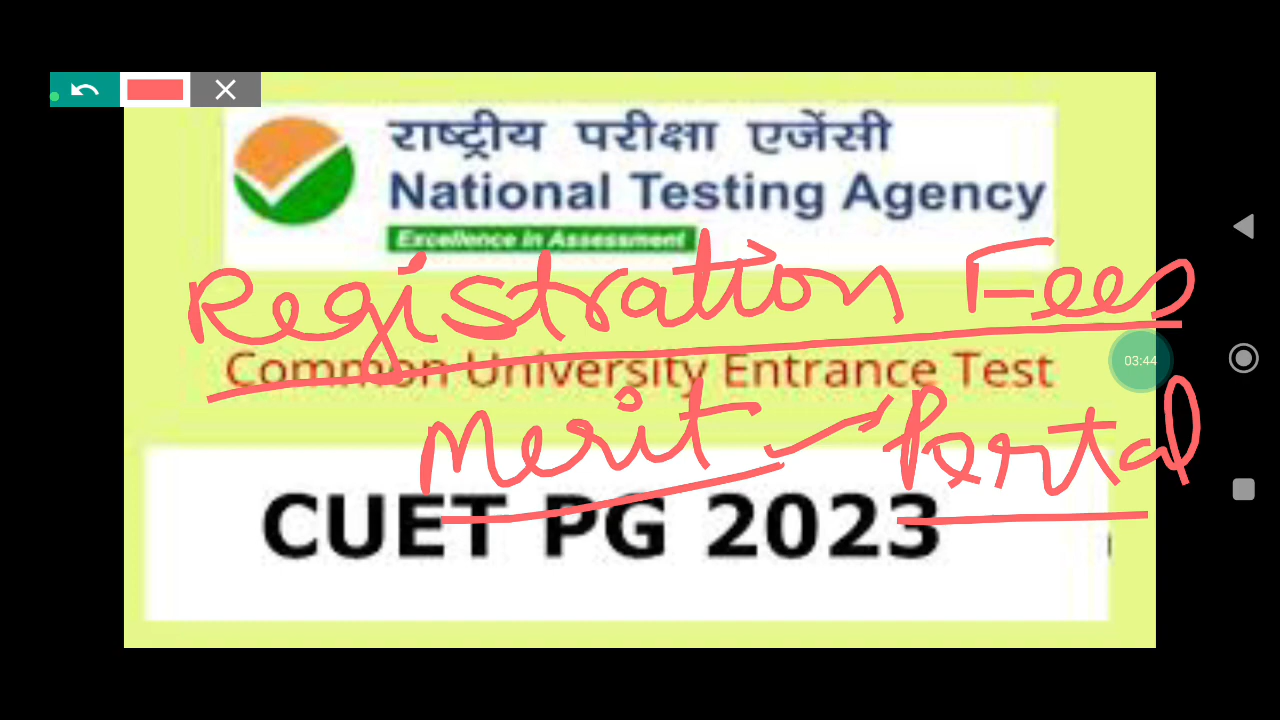 राष्ट्रीय परीक्षा एजेंसी
National Testing Agency
Excellence in Assessment
Registration Fees
03:44
Common University Entrance Test
Merit - Portal
CUET PG 2023